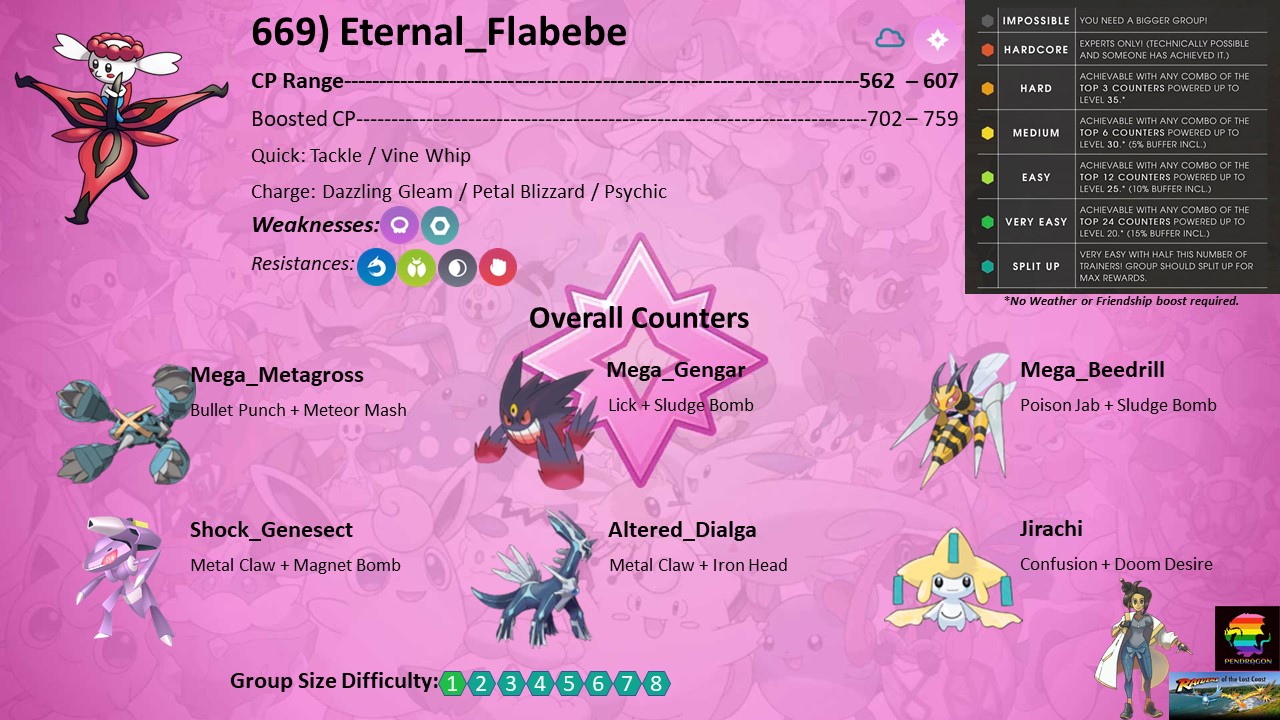 669) Eternal_Flabebe
CP Range------------------------------------------------------------------------------------562 – 607
Boosted CP-----------------------------------------------------------------------------------702 – 759
Quick: Tackle / Vine Whip
Charge: Dazzling Gleam / Petal Blizzard / Psychic
Weaknesses:
Resistances:
IMPOSSIBLE YOU NEED A BIGGER GROUP!
HARDCORE EXPERTS ONLY! (TECHNICALLY POSSIBLE
AND SOMEONE HAS ACHIEVED IT.)
HARD ACHIEVABLE WITH ANY COMBO OF THE
TOP 3 COUNTERS POWERED UP TO
LEVEL 35.*
MEDIUM ACHIEVABLE WITH ANY COMBO OF THE
TOP 6 COUNTERS POWERED UP TO
LEVEL 30.* (5% BUFFER INCL.)
EASY ACHIEVABLE WITH ANY COMBO OF THE
TOP 12 COUNTERS POWERED UP TO
LEVEL 25.* (10% BUFFER INCL.)
VERY EASY ACHIEVABLE WITH ANY COMBO OF THE
TOP 24 COUNTERS POWERED UP TO
LEVEL 20.* (15% BUFFER INCL.)
SPLIT UP VERY EASY WITH HALF THIS NUMBER OF
TRAINERS! GROUP SHOULD SPLIT UP FOR
MAX REWARDS.
*No Weather or Friendship boost required.
Overall Counters
Mega_Metagross
Bullet Punch + Meteor Mash
Mega_Gengar
Lick + Sludge Bomb
Mega_Beedrill
Poison Jab + Sludge Bomb
Shock_Genesect
Metal Claw + Magnet Bomb
Altered_Dialga
Metal Claw + Iron Head
Jirachi
Confusion + Doom Desire
Group Size Difficulty: 1 2 3 4 5 6 7 8
PENDRAGON
RAIDERS of the Lost Coast